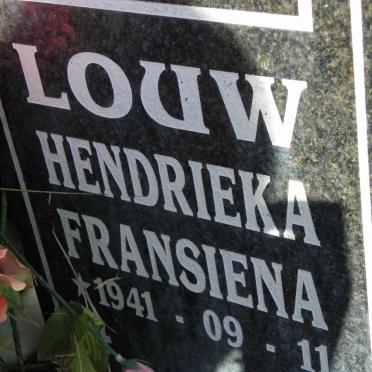 LOUW
HENDRIEKA
FRANSIENA
* 1941 · 09 · 11